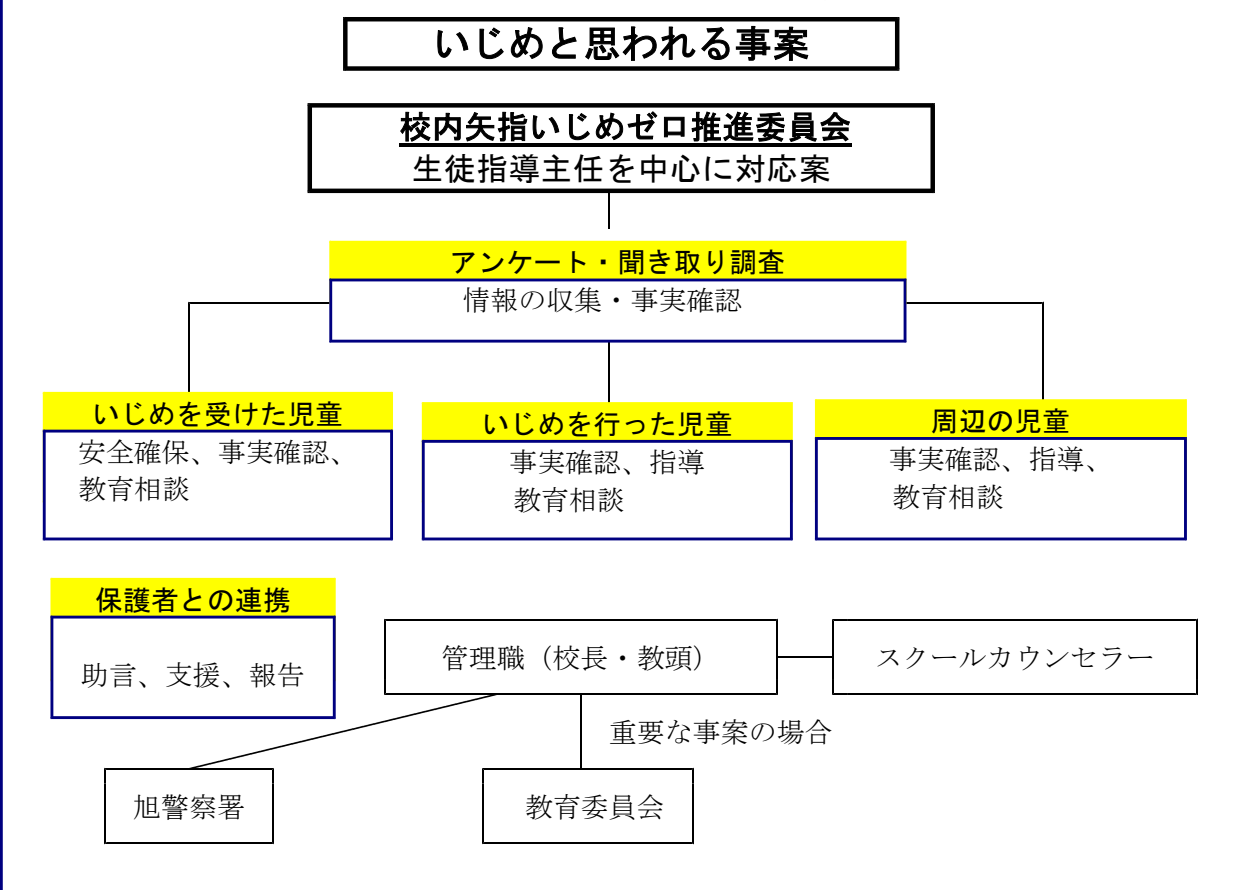 いじめと思われる事案
校内矢指いじめゼロ推進委員会
生徒指導主任を中心に対応案
アンケート・聞き取り調査
情報の収集・事実確認
いじめを受けた児童
安全確保、事実確認、
教育相談
いじめを行った児童
事実確認、指導
教育相談
周辺の児童
事実確認、指導、
教育相談
保護者との連携
助言、支援、報告
管理職（校長・教頭）
スクールカウンセラー
重要な事案の場合
旭警察署
教育委員会